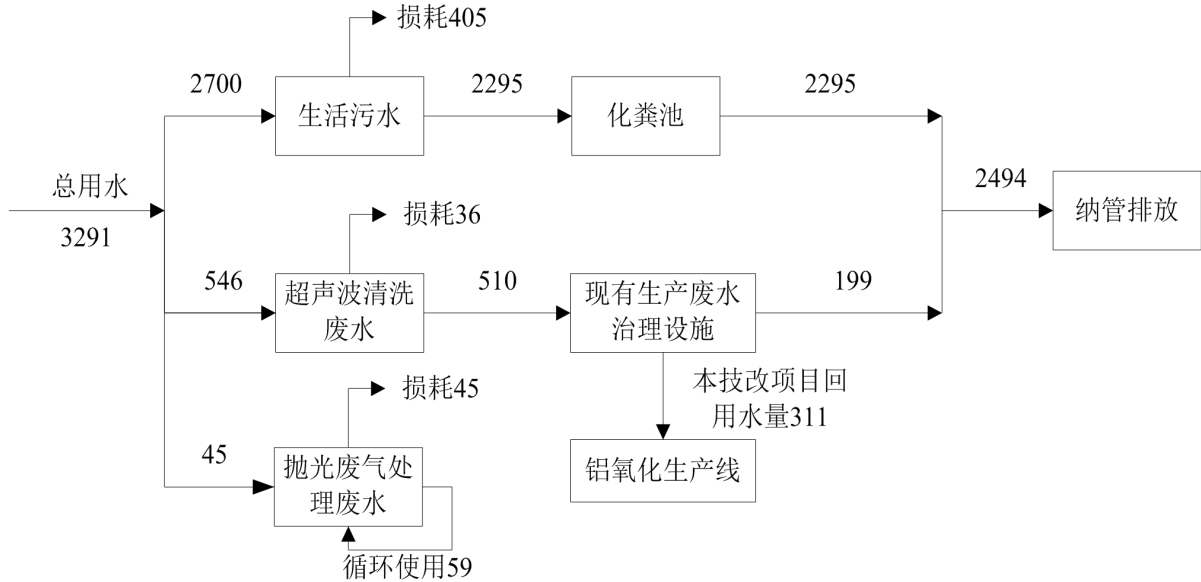 损耗405
2700
生活污水
2295
化粪池
2295
总用水
3291
2494
纳管排放
损耗36
546
超声波清洗
废水
510
现有生产废水
治理设施
199
本技改项目回
用水量311
损耗45
45
抛光废气处
理废水
铝氧化生产线
循环使用59